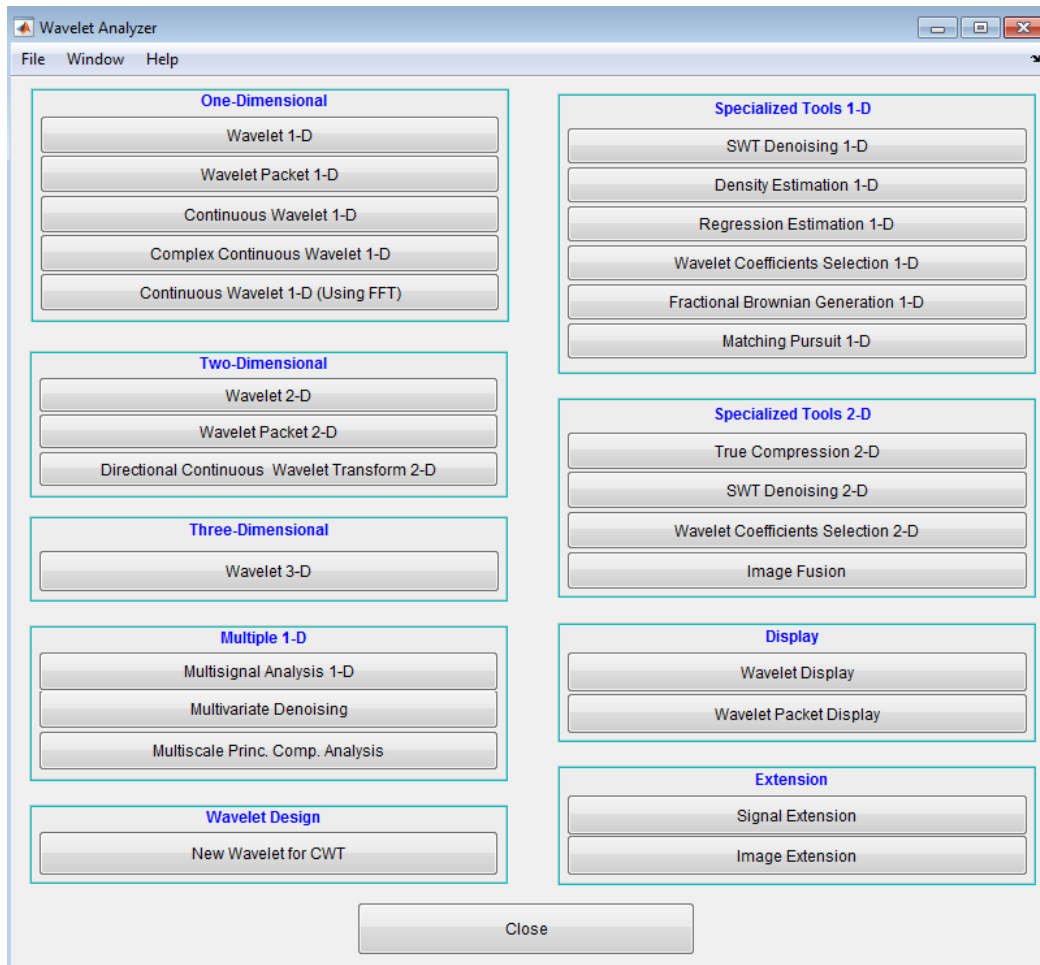 Wavelet Analyzer
File Window Help
One-Dimensional
Wavelet 1-D
Wavelet Packet 1-D
Continuous Wavelet 1-D
Complex Continuous Wavelet 1-D
Continuous Wavelet 1-D (Using FFT)
Two-Dimensional
Wavelet 2-D
Wavelet Packet 2-D
Directional Continuous Wavelet Transform 2-D
Three-Dimensional
Wavelet 3-D
Multiple 1-D
Multisignal Analysis 1-D
Multivariate Denoising
Multiscale Princ. Comp. Analysis
Wavelet Design
New Wavelet for CWT
Specialized Tools 1-D
SWT Denoising 1-D
Density Estimation 1-D
Regression Estimation 1-D
Wavelet Coefficients Selection 1-D
Fractional Brownian Generation 1-D
Matching Pursuit 1-D
Specialized Tools 2-D
True Compression 2-D
SWT Denoising 2-D
Wavelet Coefficients Selection 2-D
Image Fusion
Display
Wavelet Display
Wavelet Packet Display
Extension
Signal Extension
Image Extension
Close